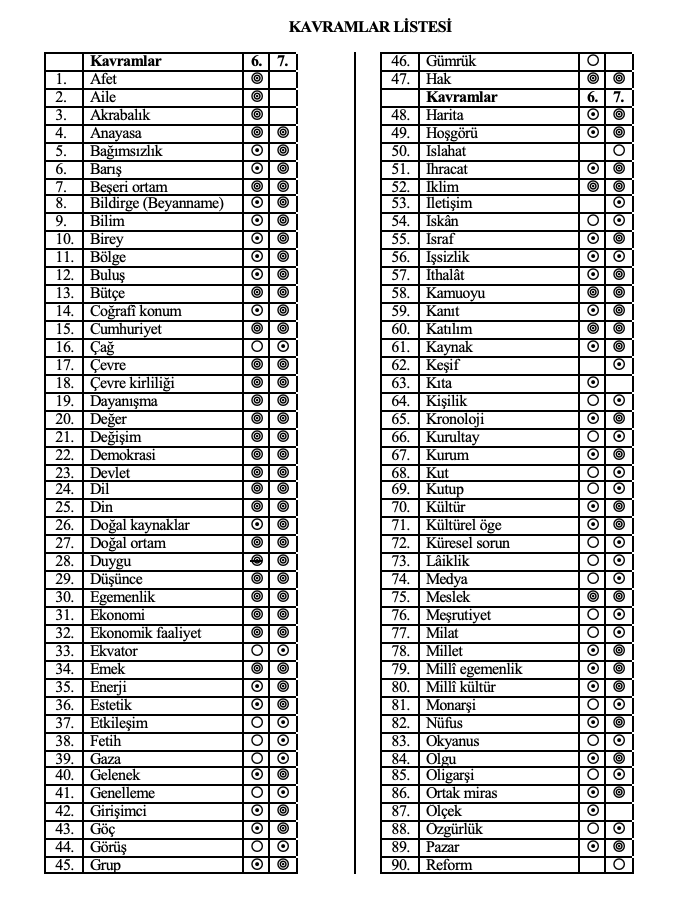 KAVRAMLAR LİSTESİ
Kavramlar 6. 7.
1. Afet ⦾
2. Aile ⦾
3. Akrabalık ⦾
4. Anayasa ⦾ ⦾
5. Bağımsızlık ⊙ ⦾
6. Barış ⊙ ⦾
7. Beşeri ortam ⦾ ⦾
8. Bildirge (Beyanname) ⊙ ⦾
9. Bilim ⊙ ⦾
10. Birey ⊙ ⦾
11. Bölge ⊙ ⦾
12. Buluş ⊙ ⦾
13. Bütçe ⦾ ⦾
14. Coğrafî konum ⊙ ⦾
15. Cumhuriyet ⦾ ⦾
16. Çağ ○ ⊙
17. Çevre ⦾ ⦾
18. Çevre kirliliği ⦾ ⦾
19. Dayanışma ⦾ ⦾
20. Değer ⦾ ⦾
21. Değişim ⦾ ⦾
22. Demokrasi ⦾ ⦾
23. Devlet ⦾ ⦾
24. Dil ⦾ ⦾
25. Din ⦾ ⦾
26. Doğal kaynaklar ⊙ ⦾
27. Doğal ortam ⦾ ⦾
28. Duygu ⦾ ⦾
29. Düşünce ⦾ ⦾
30. Egemenlik ⦾ ⦾
31. Ekonomi ⦾ ⦾
32. Ekonomik faaliyet ⦾ ⦾
33. Ekvator ○ ⊙
34. Emek ⦾ ⦾
35. Enerji ⊙ ⦾
36. Estetik ⊙ ⦾
37. Etkileşim ○ ⊙
38. Fetih ○ ⊙
39. Gaza ○ ⊙
40. Gelenek ⊙ ⦾
41. Genelleme ○ ⊙
42. Girişimci ⊙ ⦾
43. Göç ⊙ ⦾
44. Görüş ○ ⊙
45. Grup ⊙ ⦾
46. Gümrük ○
47. Hak ⦾ ⦾
Kavramlar 6. 7.
48. Harita ⊙ ⦾
49. Hoşgörü ⊙ ⦾
50. Islahat ○
51. Ihracat ⊙ ⦾
52. Iklim ⦾ ⦾
53. Iletişim ⊙
54. Iskân ○ ⊙
55. Israf ⊙ ⦾
56. Işsizlik ⊙ ⊙
57. Ithalât ⊙ ⦾
58. Kamuoyu ⦾ ⦾
59. Kanıt ⊙ ⦾
60. Katılım ⦾ ⦾
61. Kaynak ⊙ ⦾
62. Keşif ⊙
63. Kıta ⊙
64. Kişilik ○ ⊙
65. Kronoloji ⊙ ⦾
66. Kurultay ○ ⊙
67. Kurum ⊙ ⦾
68. Kut ○ ⊙
69. Kutup ○ ⊙
70. Kültür ⊙ ⦾
71. Kültürel öge ⊙ ⦾
72. Küresel sorun ○ ⊙
73. Lâiklik ○ ⊙
74. Medya ○ ⊙
75. Meslek ⦾ ⦾
76. Meşrutiyet ○ ⊙
77. Milat ○ ⊙
78. Millet ⊙ ⦾
79. Millî egemenlik ⊙ ⦾
80. Millî kültür ⊙ ⦾
81. Monarşi ○ ⊙
82. Nüfus ⊙ ⦾
83. Okyanus ○ ⊙
84. Olgu ⊙ ⦾
85. Oligarşi ○ ⊙
86. Ortak miras ⊙ ⦾
87. Olçek ⊙
88. Ozgürlük ○ ⊙
89. Pazar ⊙ ⦾
90. Reform ○